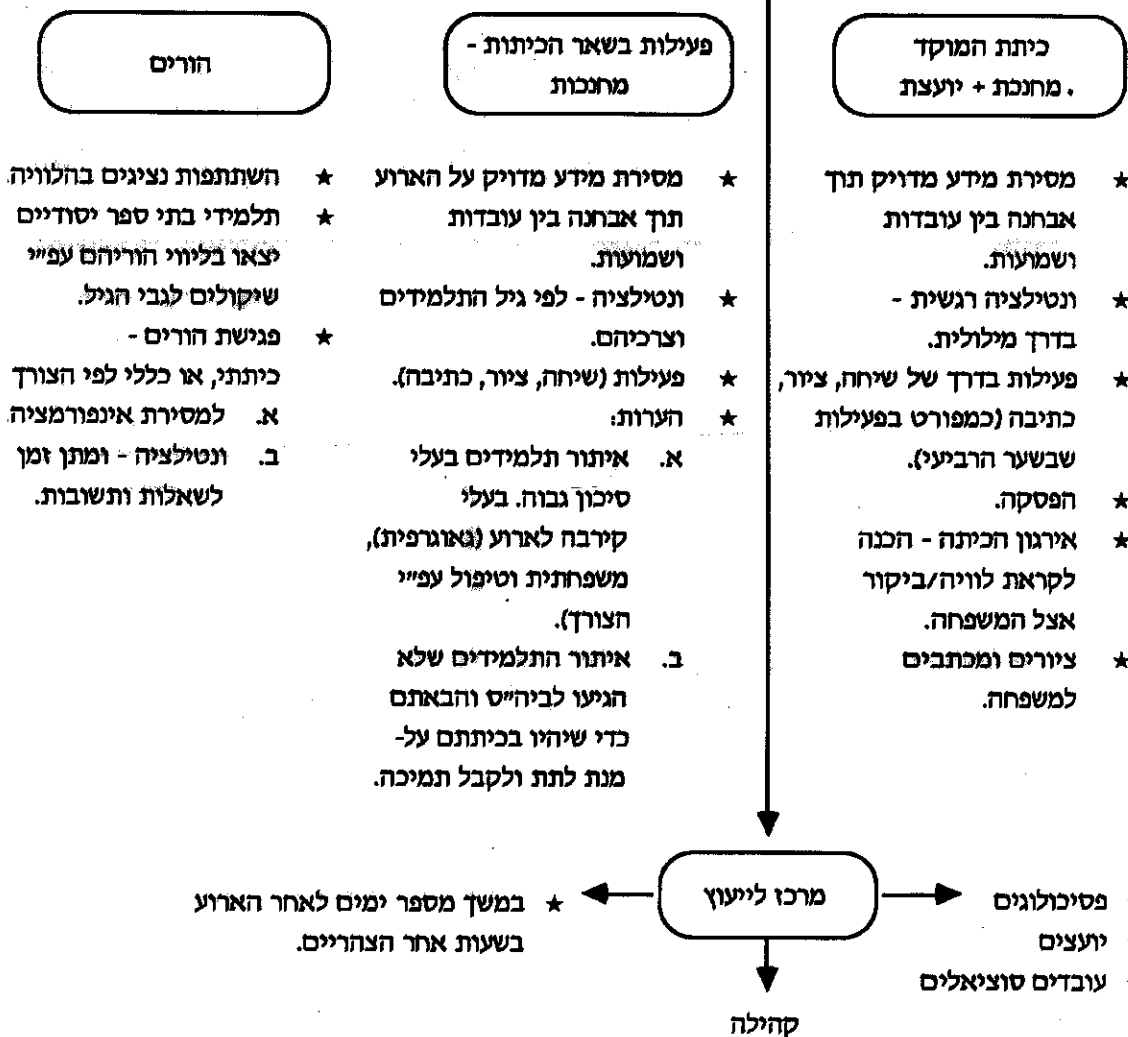 כיתת המוקד
מחנכת + יועצת
★ מסירת מידע מדויק תוך
אבחנה בין עובדות
ושמועות.
★ ונטילציה רגשית -
בדרך מילולית.
★ פעילות בדרך של שיחה, ציור,
כתיבה (כמפורט בפעילות
שבשער הרביעי).
★ הפסקה.
★ אירגון הכיתה - הכנה
לקראת לוויה/ביקור
אצל המשפחה.
★ ציורים ומכתבים
למשפחה.
פעילות בשאר הכיתות -
מחנכות
★ מסירת מידע מדויק על הארוע
תוך אבחנה בין עובדות
ושמועות.
★ ונטילציה - לפי גיל התלמידים
וצרכיהם.
★ פעילות (שיחה, ציור, כתיבה).
★ הערות:
א. איתור תלמידים בעלי
סיכון גבוה. בעלי
קירבה לארוע (גאוגרפית),
משפחתית וטיפול עפ״י
הצורך).
ב. איתור התלמידים שלא
הגיעו לביה״ס והבאתם
כדי שיהיו בכיתתם על-
מנת לתת ולקבל תמיכה.
הורים
★ השתתפות נציגים בהלוויה.
★ תלמידי בתי ספר יסודיים
יצאו בליווי הוריהם עפ״י
שיקולים לגבי הגיל.
★ פגישת הורים -
כיתתי, או כללי לפי הצורך
א. למסירת אינפורמציה.
ב. ונטילציה - ומתן זמן
לשאלות ותשובות.
מרכז לייעוץ
פסיכולוגים
יועצים
עובדים סוציאלים
★ במשך מספר ימים לאחר הארוע
בשעות אחר הצהריים.
קהילה